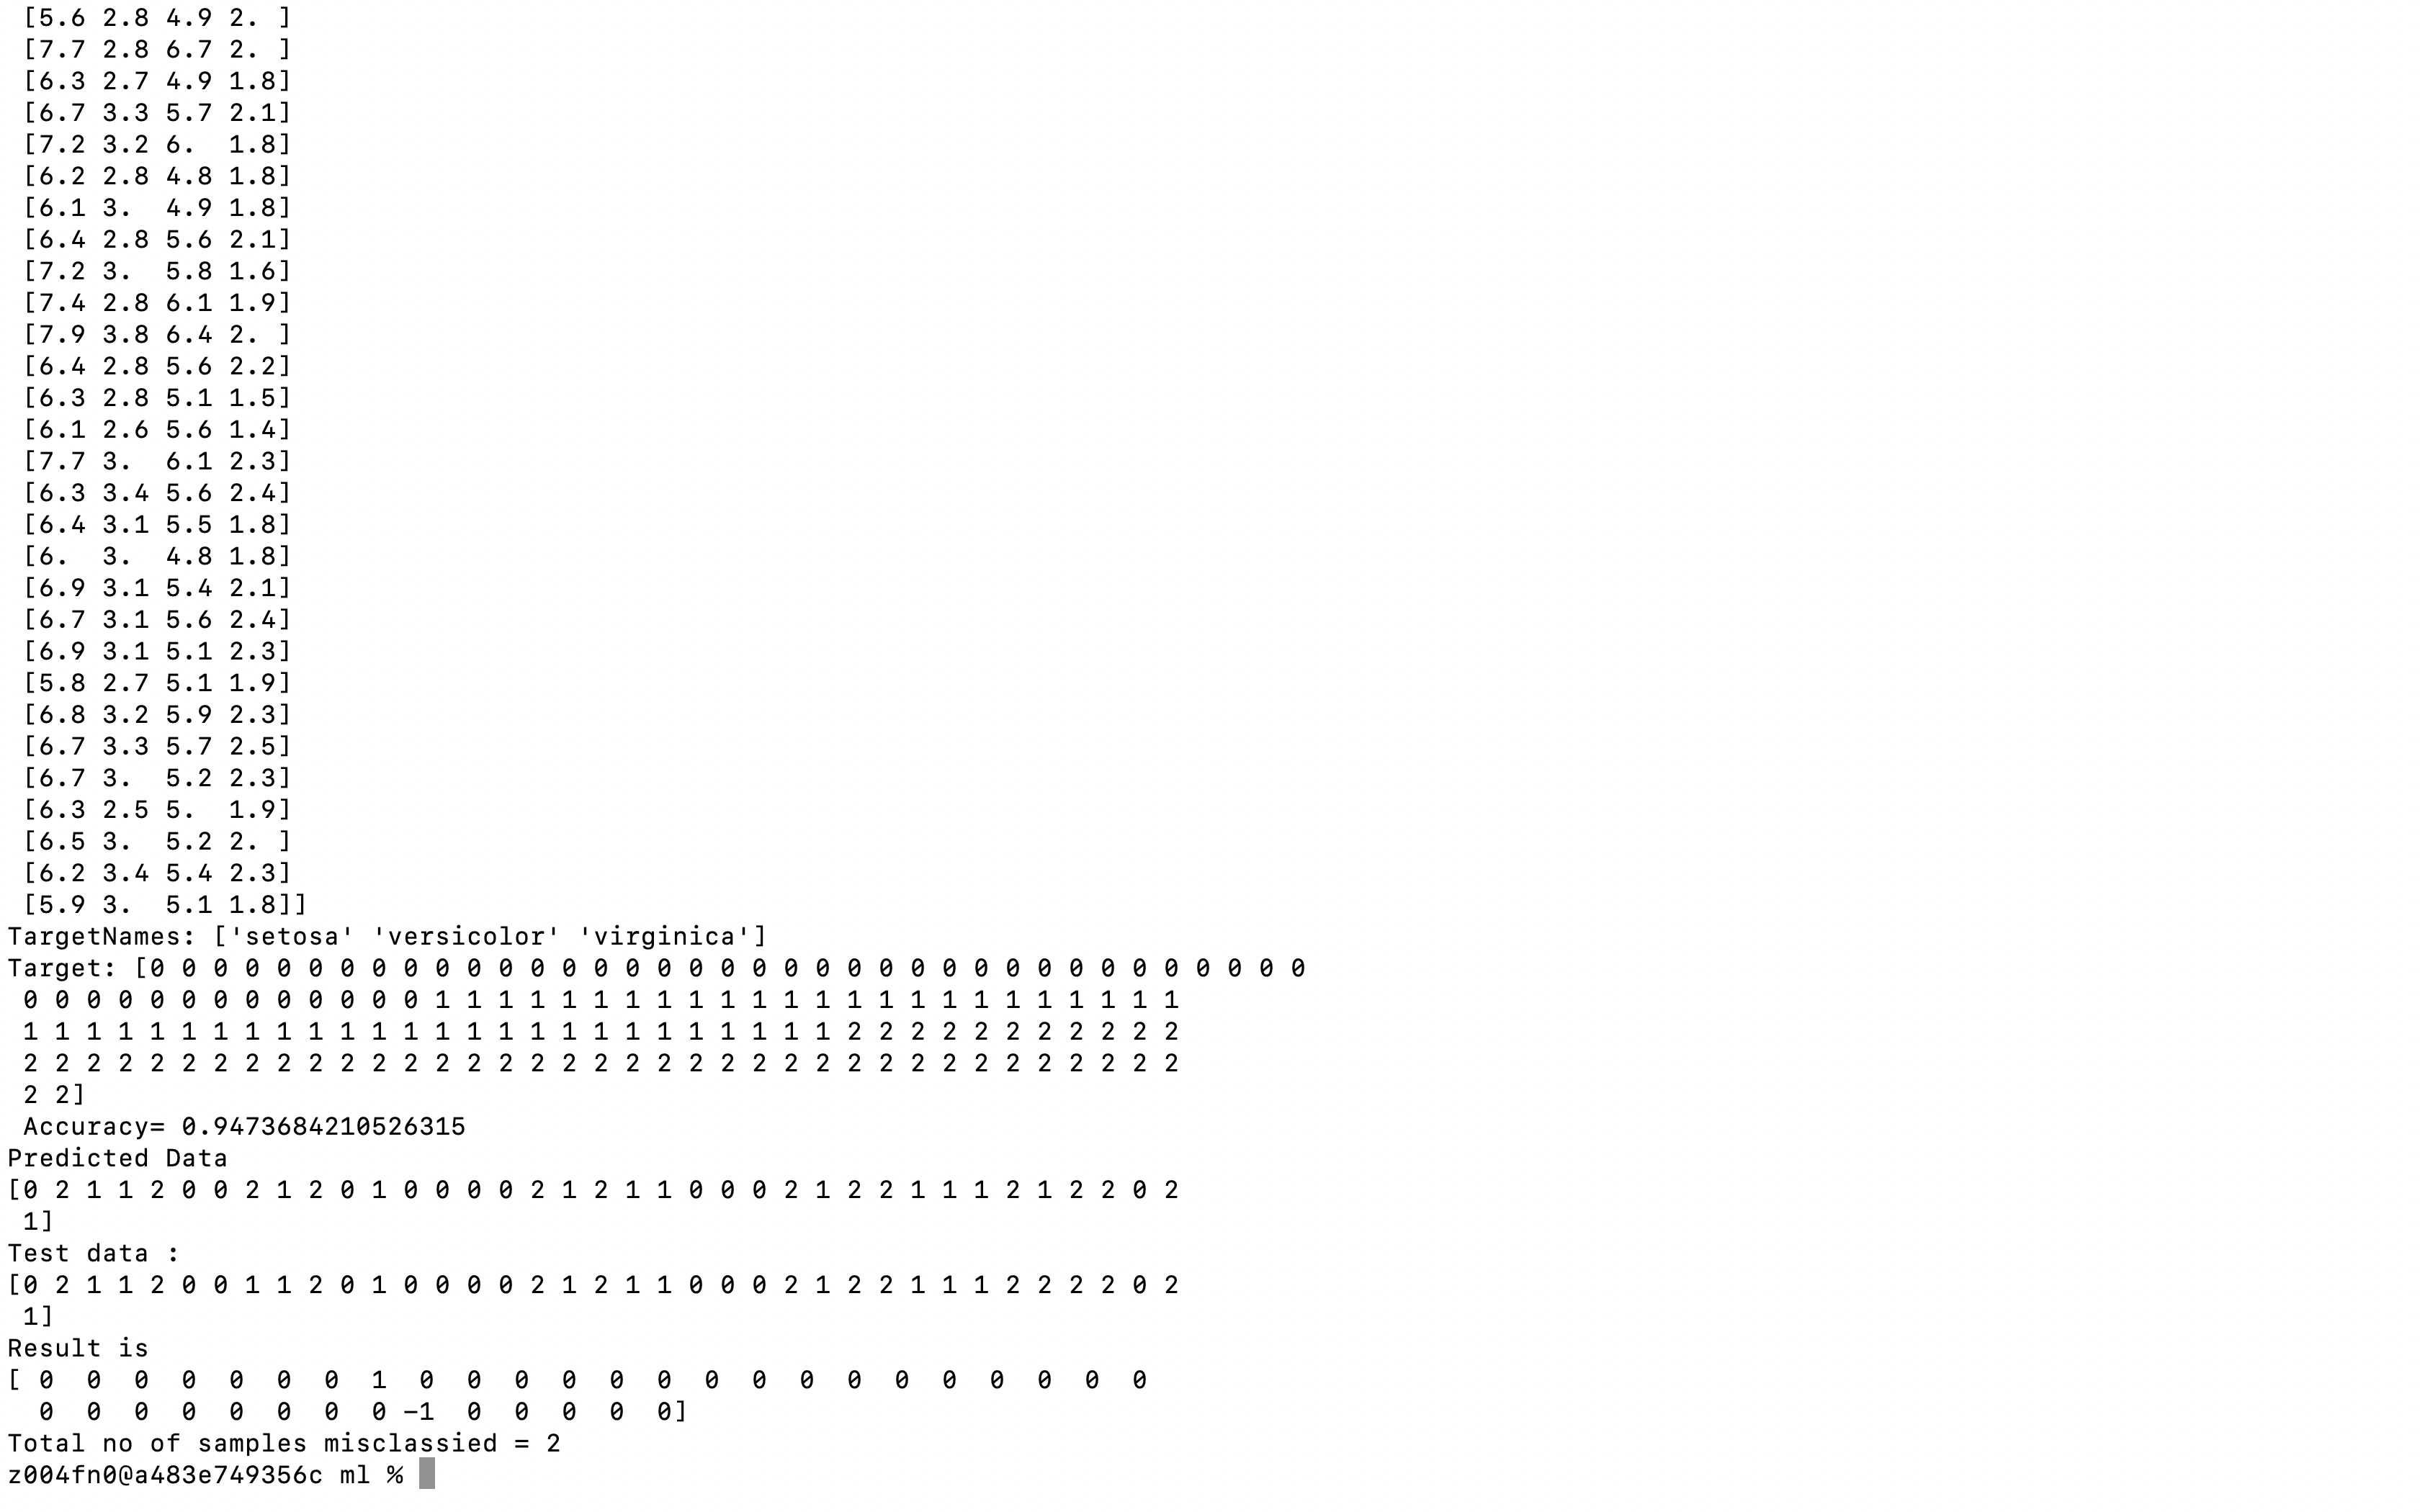 [5.6 2.8 4.9 2. ]
[7.7 2.8 6.7 2. ]
[6.3 2.7 4.9 1.8]
[6.7 3.3 5.7 2.1]
[7.2 3.2 6.  1.8]
[6.2 2.8 4.8 1.8]
[6.1 3.  4.9 1.8]
[6.4 2.8 5.6 2.1]
[7.2 3.  5.8 1.6]
[7.4 2.8 6.1 1.9]
[7.9 3.8 6.4 2. ]
[6.4 2.8 5.6 2.2]
[6.3 2.8 5.1 1.5]
[6.1 2.6 5.6 1.4]
[7.7 3.  6.1 2.3]
[6.3 3.4 5.6 2.4]
[6.4 3.1 5.5 1.8]
[6.  3.  4.8 1.8]
[6.9 3.1 5.4 2.1]
[6.7 3.1 5.6 2.4]
[6.9 3.1 5.1 2.3]
[5.8 2.7 5.1 1.9]
[6.8 3.2 5.9 2.3]
[6.7 3.3 5.7 2.5]
[6.7 3.  5.2 2.3]
[6.3 2.5 5.  1.9]
[6.5 3.  5.2 2. ]
[6.2 3.4 5.4 2.3]
[5.9 3.  5.1 1.8]]
TargetNames: ['setosa' 'versicolor' 'virginica']
Target: [0 0 0 0 0 0 0 0 0 0 0 0 0 0 0 0 0 0 0 0 0 0 0 0 0 0 0 0 0 0 0 0 0 0 0 0 0
0 0 0 0 0 0 0 0 0 0 0 0 0 1 1 1 1 1 1 1 1 1 1 1 1 1 1 1 1 1 1 1 1 1 1 1 1
1 1 1 1 1 1 1 1 1 1 1 1 1 1 1 1 1 1 1 1 1 1 1 1 1 1 2 2 2 2 2 2 2 2 2 2 2
2 2 2 2 2 2 2 2 2 2 2 2 2 2 2 2 2 2 2 2 2 2 2 2 2 2 2 2 2 2 2 2 2 2 2 2 2
2 2]
Accuracy= 0.9473684210526315
Predicted Data
[0 2 1 1 2 0 0 2 1 2 0 1 0 0 0 0 2 1 2 1 1 0 0 0 2 1 2 2 1 1 1 2 1 2 2 0 2
1]
Test data :
[0 2 1 1 2 0 0 1 1 2 0 1 0 0 0 0 2 1 2 1 1 0 0 0 2 1 2 2 1 1 1 2 2 2 2 0 2
1]
Result is
[ 0  0  0  0  0  0  0  1  0  0  0  0  0  0  0  0  0  0  0  0  0  0  0  0
0  0  0  0  0  0  0  0 −1  0  0  0  0  0]
Total no of samples misclassied = 2
z004fn0@a483e749356c ml %